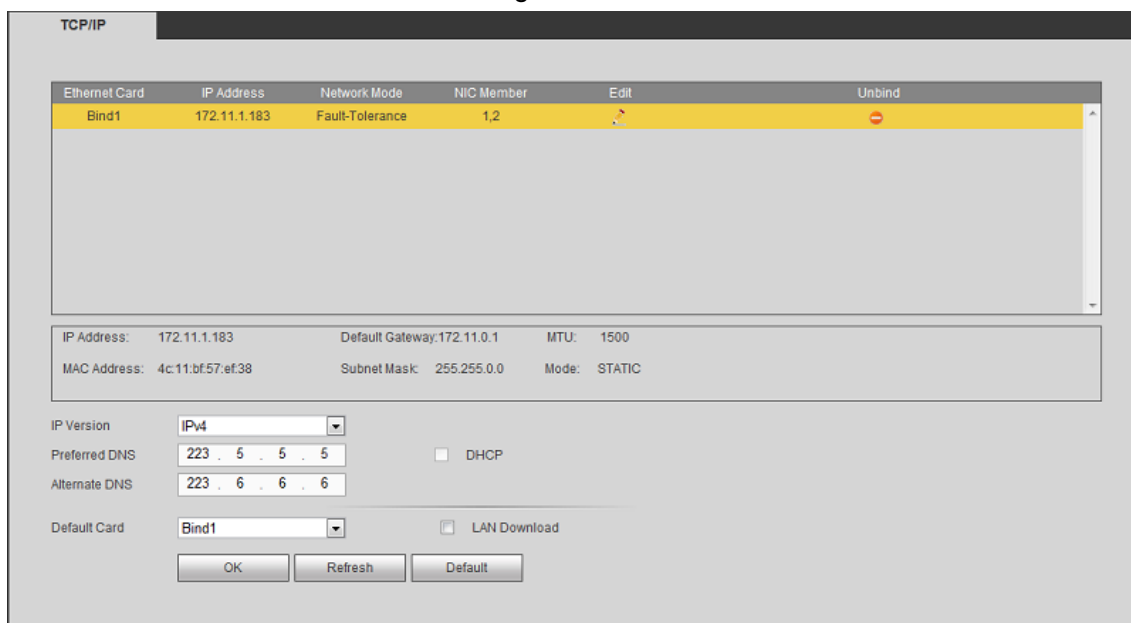 TCP/IP
Ethernet Card IP Address Network Mode NIC Member Edit Unbind
Bind1 172.11.1.183 Fault-Tolerance 1,2
IP Address: 172.11.1.183 Default Gateway:172.11.0.1 MTU: 1500
MAC Address: 4c:11:bf:57:ef:38 Subnet Mask: 255.255.0.0 Mode: STATIC
IP Version IPv4
Preferred DNS 223 . 5 . 5 . 5 DHCP
Alternate DNS 223 . 6 . 6 . 6
Default Card Bind1 LAN Download
OK Refresh Default